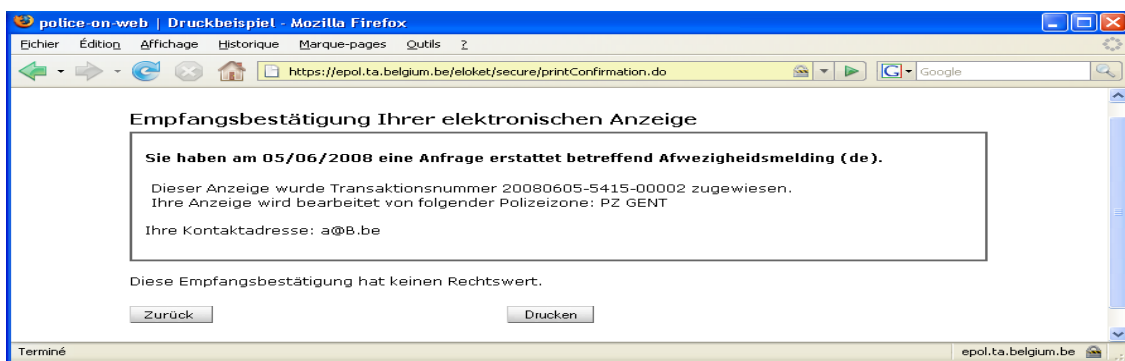 police-on-web | Druckbeispiel - Mozilla Firefox
Eichier Édition Affichage Historique Marque-pages Outils ?
https://epol.ta.belgium.be/eloket/secure/printConfirmation.do G Google
Empfangsbestätigung Ihrer elektronischen Anzeige
Sie haben am 05/06/2008 eine Anfrage erstattet betreffend Afwezigheidsmelding (de).
Dieser Anzeige wurde Transaktionsnummer 20080605-5415-00002 zugewiesen.
Ihre Anzeige wird bearbeitet von folgender Polizeizone: PZ GENT
Ihre Kontaktadresse: a@B.be
Diese Empfangsbestätigung hat keinen Rechtswert.
Zurück Drucken
Terminé epol.ta.belgium.be